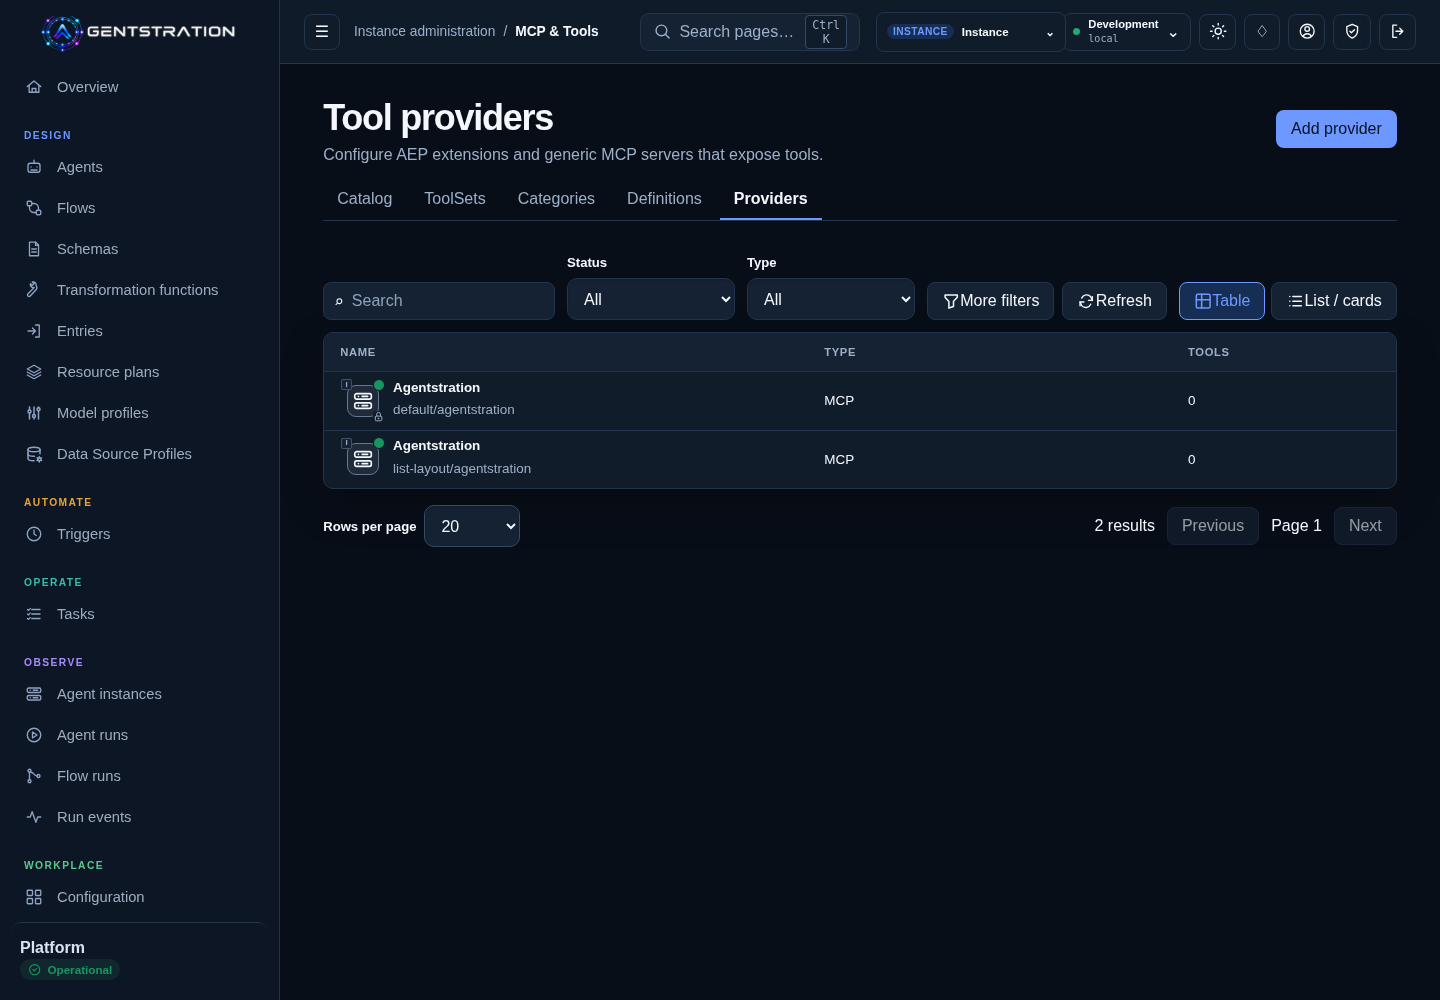 GENTSTRATION
☰
Instance administration / MCP & Tools
Search pages…
Ctrl K
INSTANCE Instance
Development
local
Overview
DESIGN
Agents
Flows
Schemas
Transformation functions
Entries
Resource plans
Model profiles
Data Source Profiles
AUTOMATE
Triggers
OPERATE
Tasks
OBSERVE
Agent instances
Agent runs
Flow runs
Run events
WORKPLACE
Configuration
Platform
Operational
Tool providers
Configure AEP extensions and generic MCP servers that expose tools.
Add provider
Catalog ToolSets Categories Definitions Providers
Status Type
Search All All More filters Refresh Table List / cards
NAME TYPE TOOLS
I Agentstration
default/agentstration MCP 0
I Agentstration
list-layout/agentstration MCP 0
Rows per page 20 2 results Previous Page 1 Next